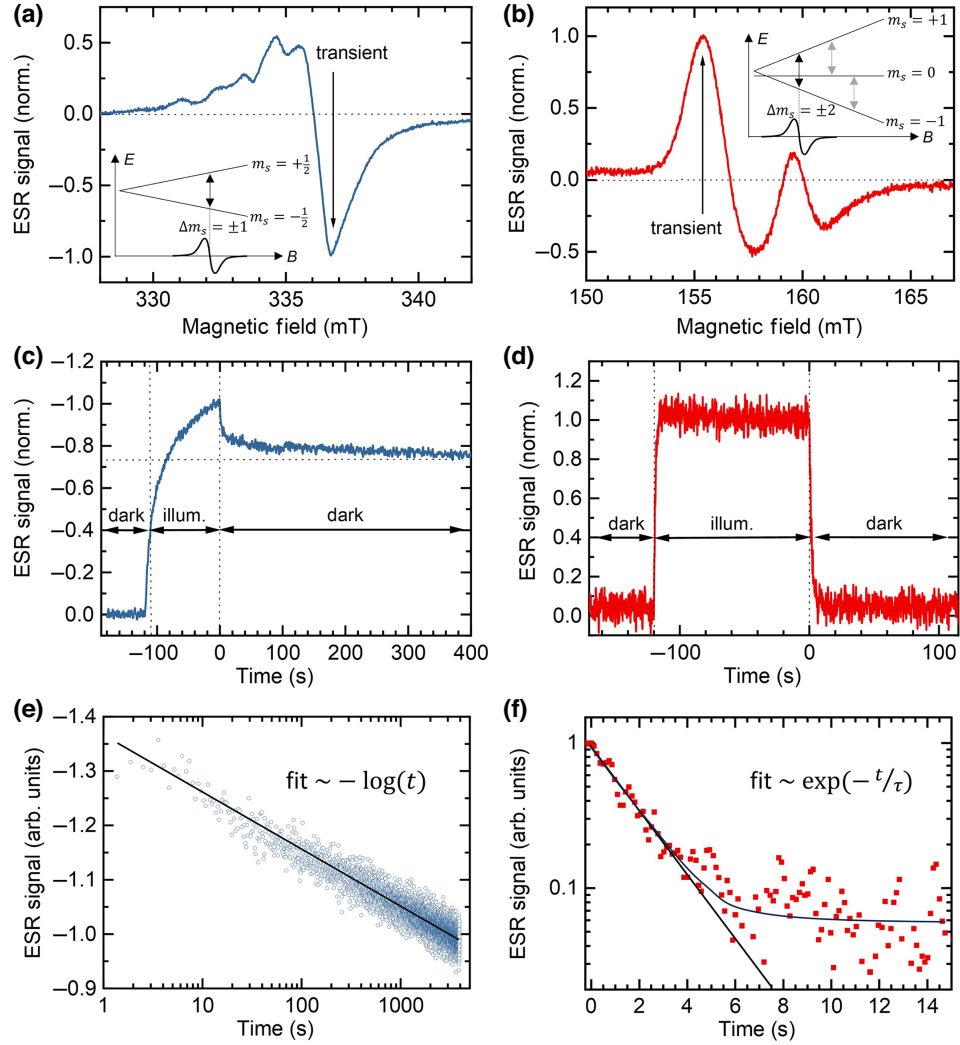 (a)
ESR signal (norm.)
0.5
0.0
−0.5
−1.0
transient
E
m_s = +½
m_s = −½
Δm_s = ±1
B
330
335
340
Magnetic field (mT)
(b)
ESR signal (norm.)
1.0
0.5
0.0
−0.5
transient
E
m_s = +1
m_s = 0
m_s = −1
Δm_s = ±2
B
150
155
160
165
Magnetic field (mT)
(c)
ESR signal (norm.)
−1.2
−1.0
−0.8
−0.6
−0.4
−0.2
0.0
dark
illum.
dark
−100
0
100
200
300
400
Time (s)
(d)
ESR signal (norm.)
1.2
1.0
0.8
0.6
0.4
0.2
0.0
dark
illum.
dark
−100
0
100
Time (s)
(e)
ESR signal (arb. units)
−1.4
−1.3
−1.2
−1.1
−1.0
−0.9
fit ~ − log(t)
1
10
100
1000
Time (s)
(f)
ESR signal (arb. units)
1
0.1
fit ~ exp(− t/τ)
0
2
4
6
8
10
12
14
Time (s)